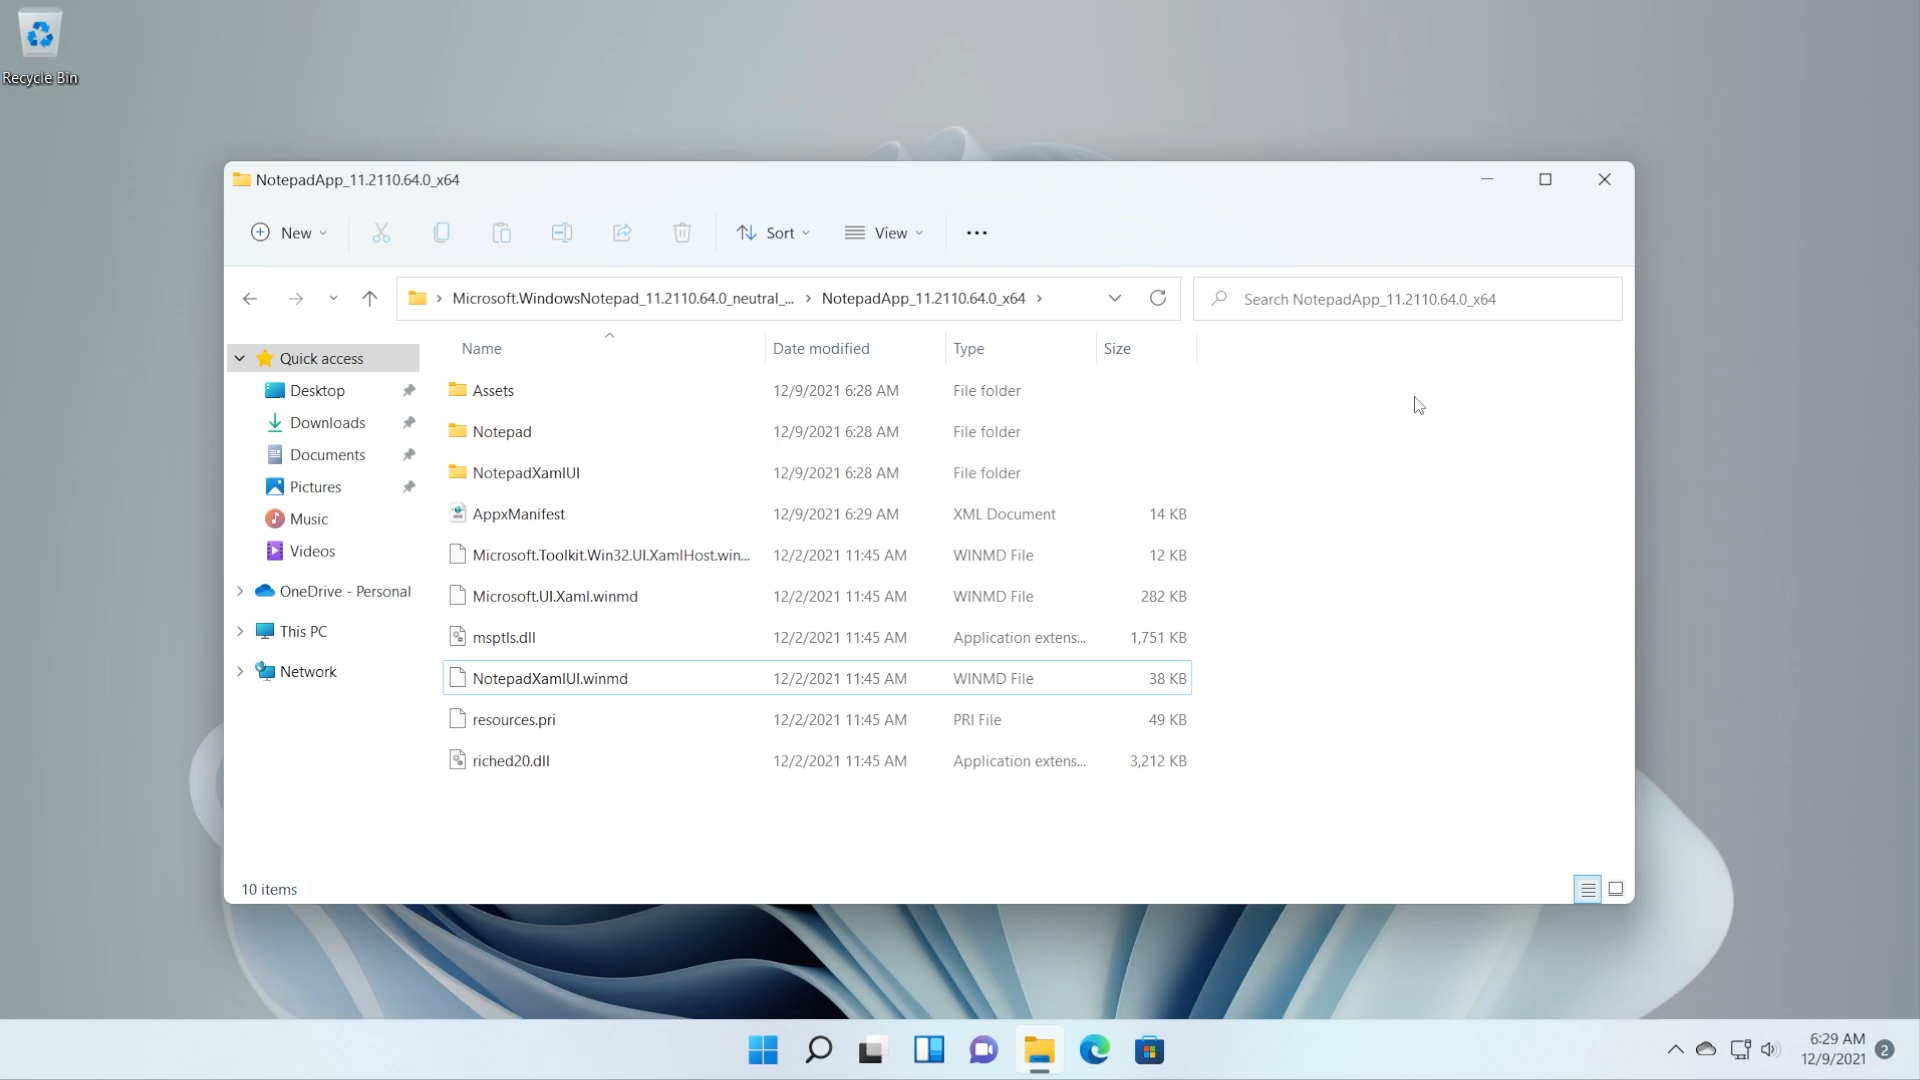 Recycle Bin
NotepadApp_11.2110.64.0_x64
New
Sort
View
Microsoft.WindowsNotepad_11.2110.64.0_neutral_... NotepadApp_11.2110.64.0_x64
Search NotepadApp_11.2110.64.0_x64
Quick access
Desktop
Downloads
Documents
Pictures
Music
Videos
OneDrive - Personal
This PC
Network
Name Date modified Type Size
Assets 12/9/2021 6:28 AM File folder
Notepad 12/9/2021 6:28 AM File folder
NotepadXamlUI 12/9/2021 6:28 AM File folder
AppxManifest 12/9/2021 6:29 AM XML Document 14 KB
Microsoft.Toolkit.Win32.UI.XamlHost.win... 12/2/2021 11:45 AM WINMD File 12 KB
Microsoft.UI.Xaml.winmd 12/2/2021 11:45 AM WINMD File 282 KB
msptls.dll 12/2/2021 11:45 AM Application extens... 1,751 KB
NotepadXamlUI.winmd 12/2/2021 11:45 AM WINMD File 38 KB
resources.pri 12/2/2021 11:45 AM PRI File 49 KB
riched20.dll 12/2/2021 11:45 AM Application extens... 3,212 KB
10 items
6:29 AM
12/9/2021
2